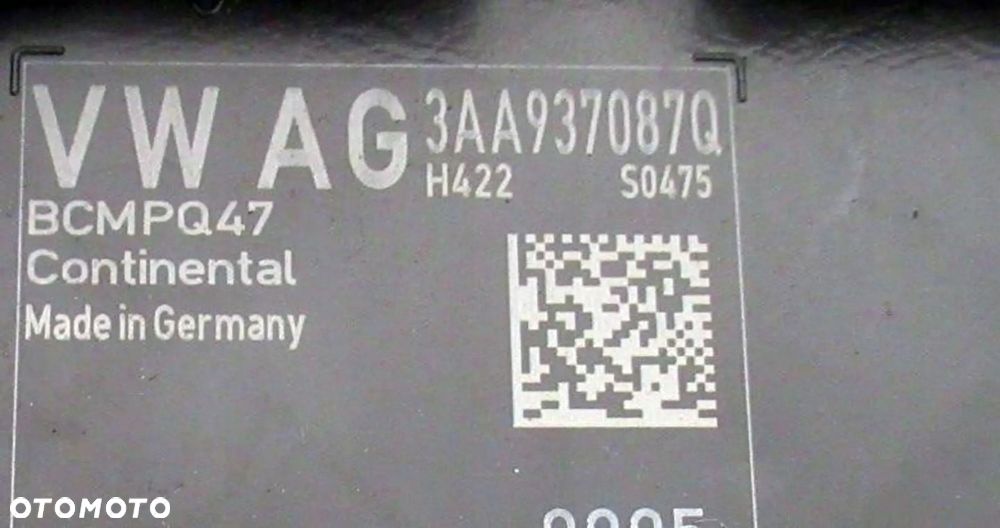 VW AG 3AA937087Q
H422 S0475
BCMPQ47
Continental
Made in Germany
OTOMOTO